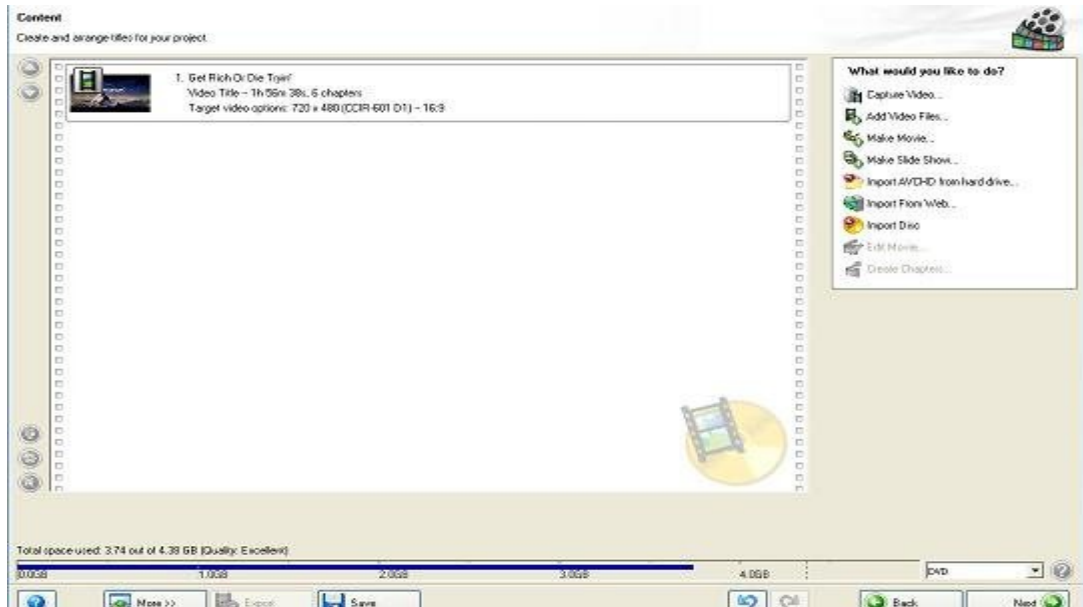 Content
Create and arrange titles for your project.
1. Get Rich Or Die Tryin'
Video Title - 1h 56m 38s, 6 chapters
Target video options: 720 x 480 (CCIR-601 D1) - 16:9
What would you like to do?
Capture Video...
Add Video Files...
Make Movie...
Make Slide Show...
Import AVCHD from hard drive...
Import From Web...
Import Disc
Edit Movie...
Create Chapters...
Total space used: 3.74 out of 4.38 GB (Quality: Excellent)
0.0GB 1.0GB 2.0GB 3.0GB 4.0GB DVD
More >> Export Save Back Next